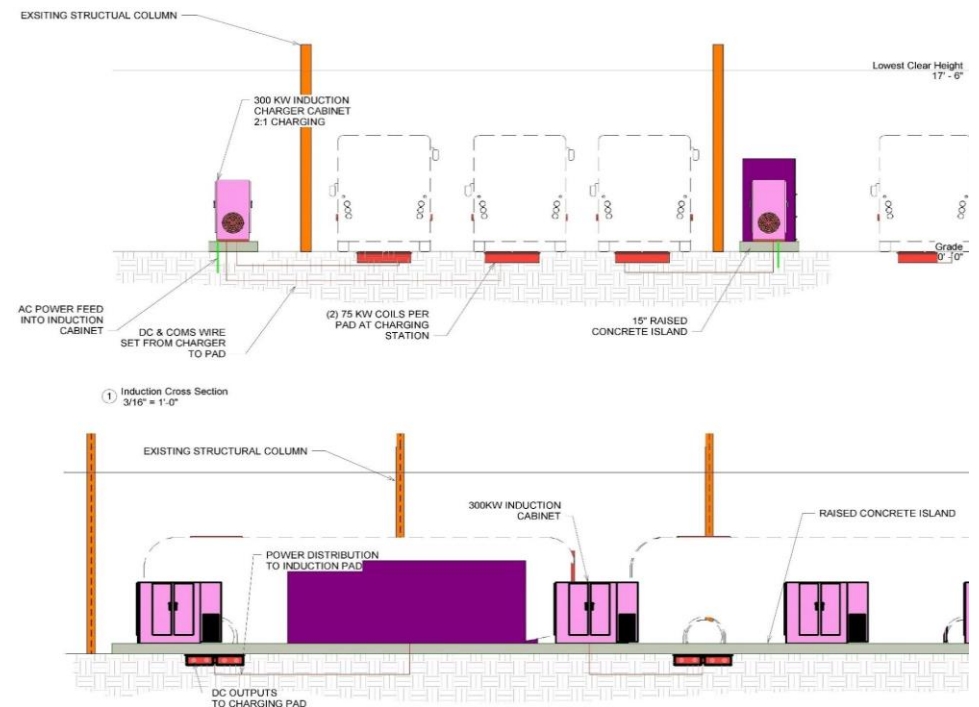 EXSITING STRUCTUAL COLUMN
Lowest Clear Height
17' - 6"
300 KW INDUCTION
CHARGER CABINET
2:1 CHARGING
Grade
0' - 0"
AC POWER FEED
INTO INDUCTION
CABINET
DC & COMS WIRE
SET FROM CHARGER
TO PAD
(2) 75 KW COILS PER
PAD AT CHARGING
STATION
15" RAISED
CONCRETE ISLAND
1
Induction Cross Section
3/16" = 1'-0"
EXISTING STRUCTURAL COLUMN
300KW INDUCTION
CABINET
RAISED CONCRETE ISLAND
POWER DISTRIBUTION
TO INDUCTION PAD
DC OUTPUTS
TO CHARGING PAD